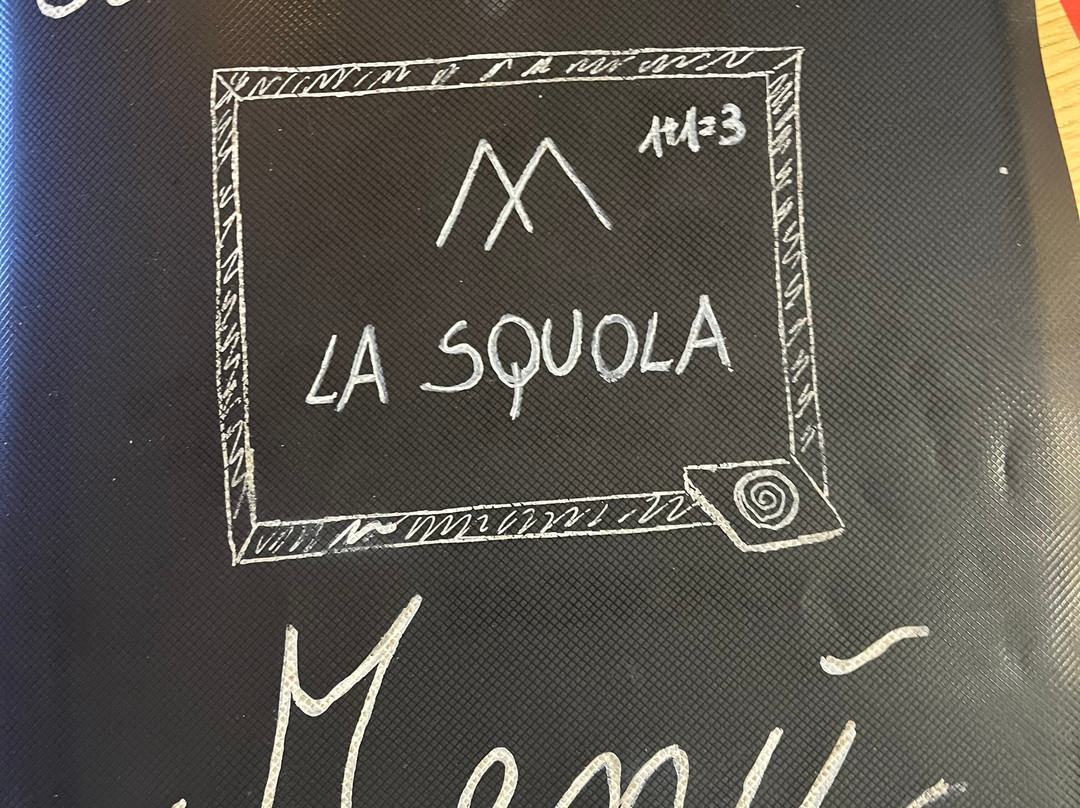 1+1=3
LA SQUOLA
Menù